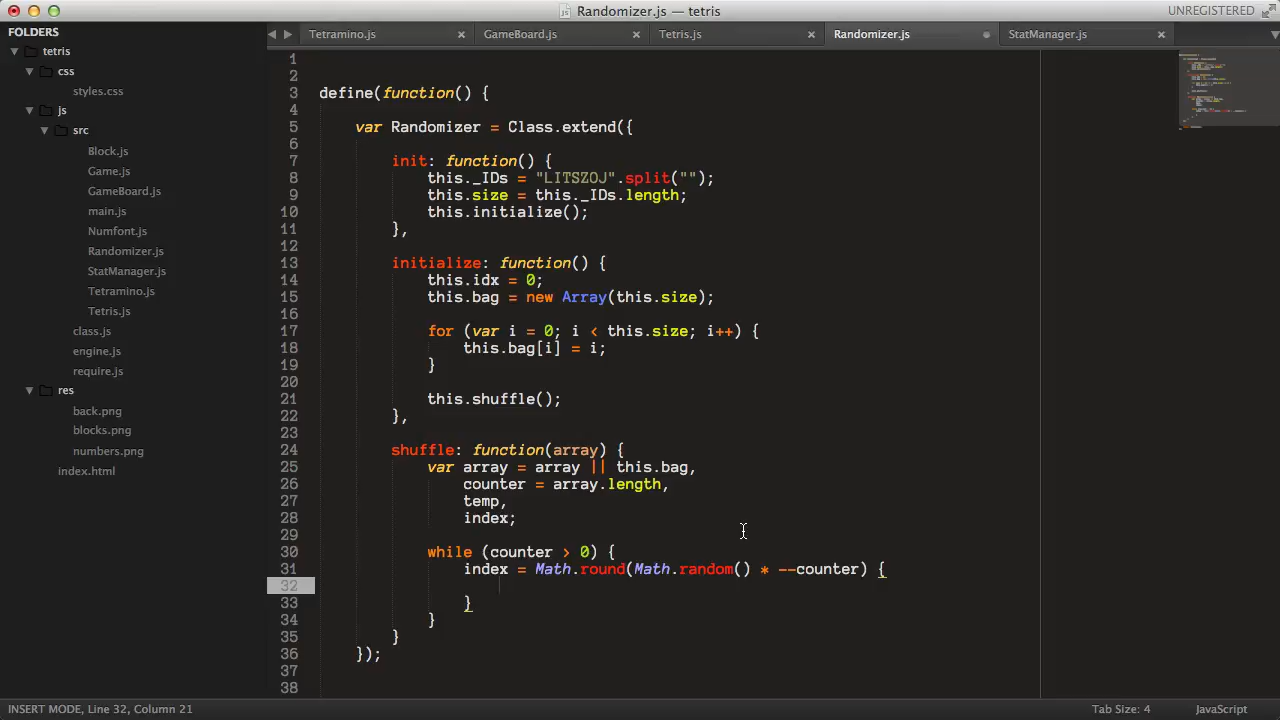 Randomizer.js — tetris
UNREGISTERED
FOLDERS
tetris
css
styles.css
js
src
Block.js
Game.js
GameBoard.js
main.js
Numfont.js
Randomizer.js
StatManager.js
Tetramino.js
Tetris.js
class.js
engine.js
require.js
res
back.png
blocks.png
numbers.png
index.html
Tetramino.js × GameBoard.js × Tetris.js × Randomizer.js StatManager.js ×
1
2
3 define(function() {
4
5 var Randomizer = Class.extend({
6
7 init: function() {
8 this._IDs = "LITSZOJ".split("");
9 this.size = this._IDs.length;
10 this.initialize();
11 },
12
13 initialize: function() {
14 this.idx = 0;
15 this.bag = new Array(this.size);
16
17 for (var i = 0; i < this.size; i++) {
18 this.bag[i] = i;
19 }
20
21 this.shuffle();
22 },
23
24 shuffle: function(array) {
25 var array = array || this.bag,
26 counter = array.length,
27 temp,
28 index;
29
30 while (counter > 0) {
31 index = Math.round(Math.random() * --counter) {
32
33 }
34 }
35 }
36 });
37
38
INSERT MODE, Line 32, Column 21
Tab Size: 4
JavaScript